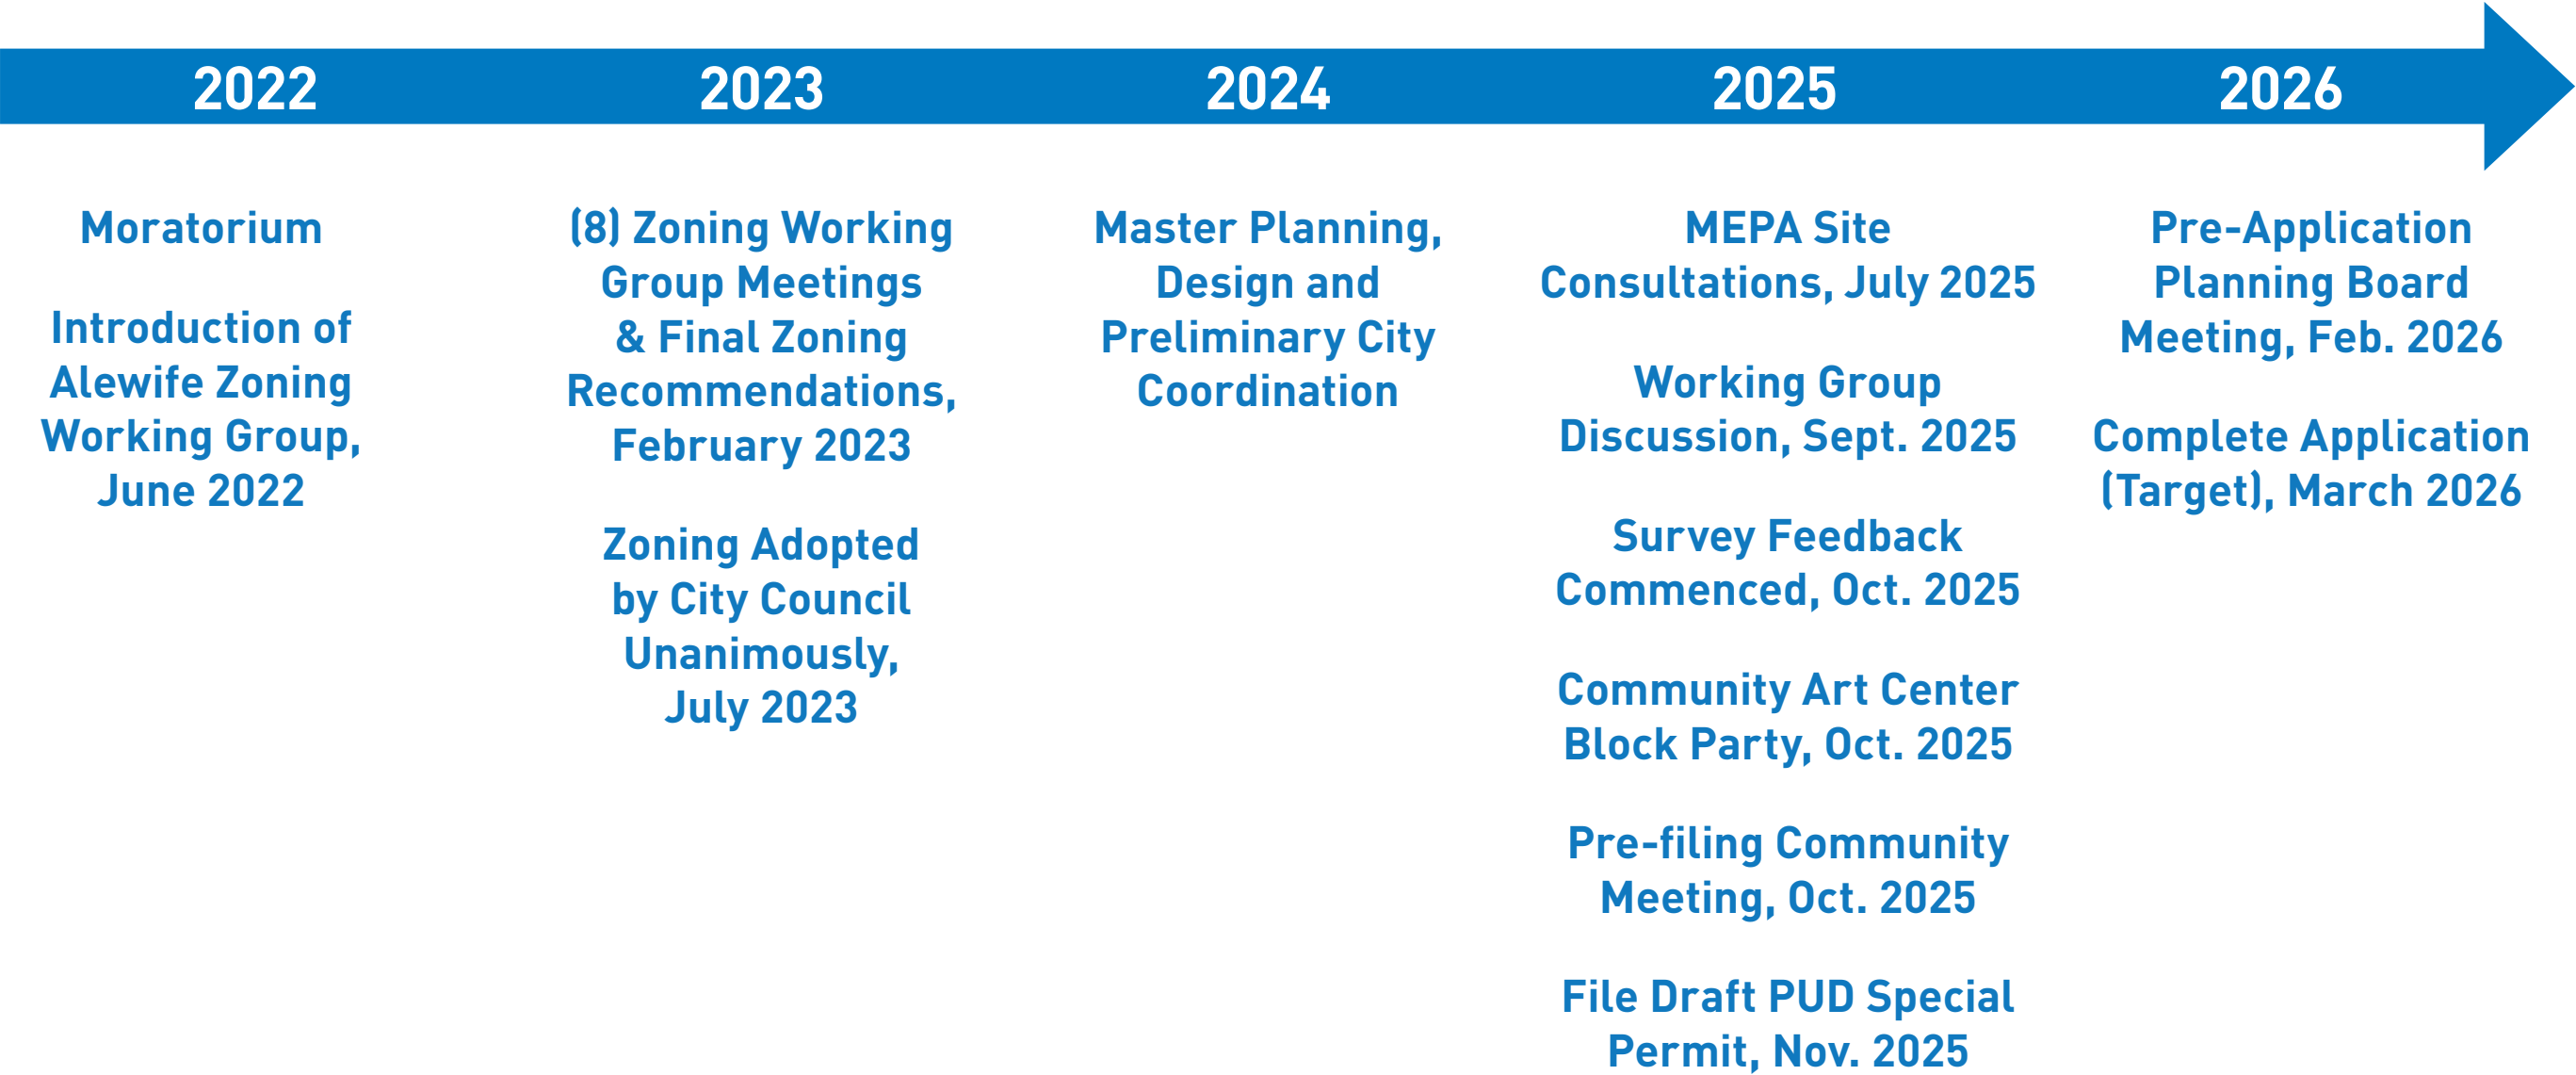 2022
2023
2024
2025
2026
Moratorium
Introduction of
Alewife Zoning
Working Group,
June 2022
(8) Zoning Working
Group Meetings
& Final Zoning
Recommendations,
February 2023
Zoning Adopted
by City Council
Unanimously,
July 2023
Master Planning,
Design and
Preliminary City
Coordination
MEPA Site
Consultations, July 2025
Working Group
Discussion, Sept. 2025
Survey Feedback
Commenced, Oct. 2025
Community Art Center
Block Party, Oct. 2025
Pre-filing Community
Meeting, Oct. 2025
File Draft PUD Special
Permit, Nov. 2025
Pre-Application
Planning Board
Meeting, Feb. 2026
Complete Application
(Target), March 2026